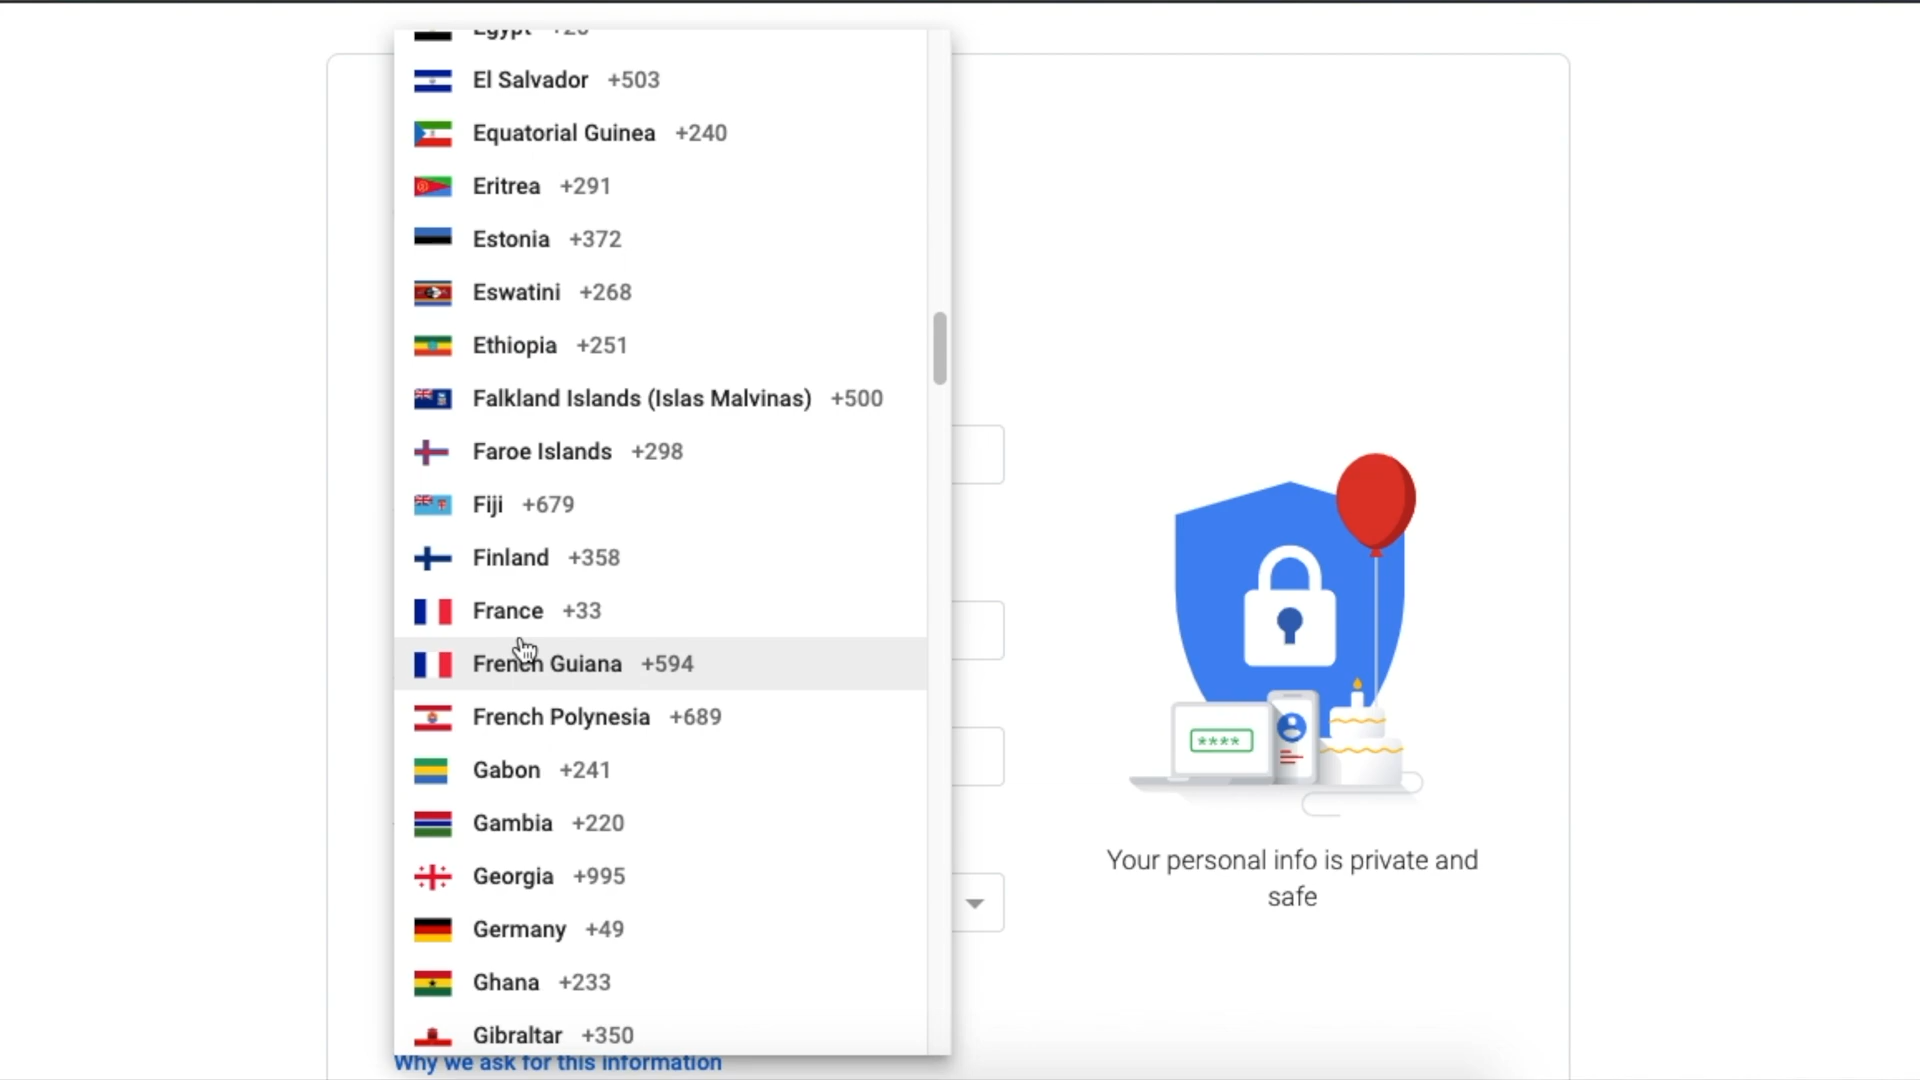 Egypt +20
El Salvador +503
Equatorial Guinea +240
Eritrea +291
Estonia +372
Eswatini +268
Ethiopia +251
Falkland Islands (Islas Malvinas) +500
Faroe Islands +298
Fiji +679
Finland +358
France +33
French Guiana +594
French Polynesia +689
Gabon +241
Gambia +220
Georgia +995
Germany +49
Ghana +233
Gibraltar +350
Why we ask for this information
****
Your personal info is private and
safe